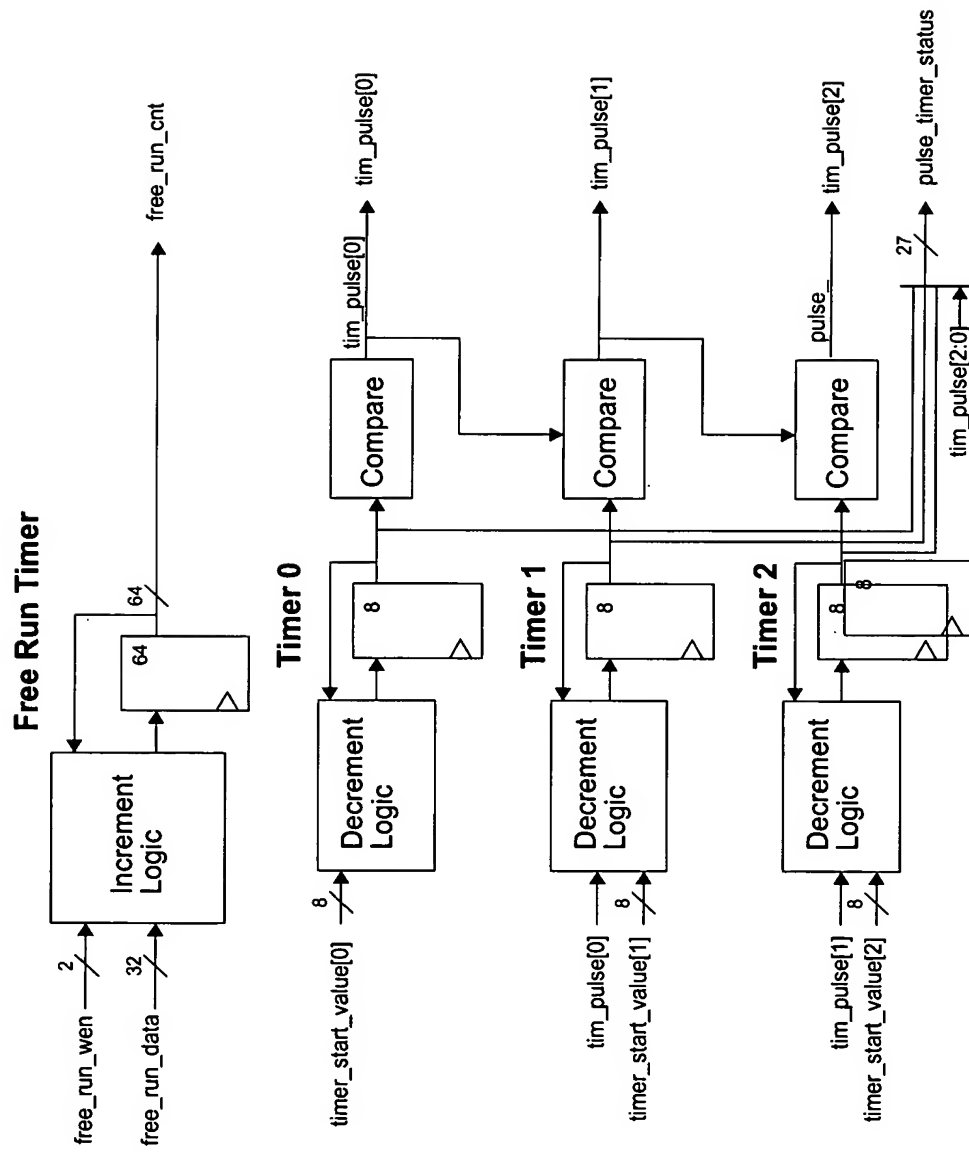 Free Run Timer
free_run_wen
2
free_run_data
32
Increment
Logic
64
64
free_run_cnt
Timer 0
timer_start_value[0]
8
Decrement
Logic
8
Compare
tim_pulse[0]
tim_pulse[0]
Timer 1
tim_pulse[0]
timer_start_value[1]
8
Decrement
Logic
8
Compare
tim_pulse[1]
Timer 2
tim_pulse[1]
timer_start_value[2]
8
Decrement
Logic
8
8
Compare
pulse_
tim_pulse[2]
27
pulse_timer_status
tim_pulse[2:0]